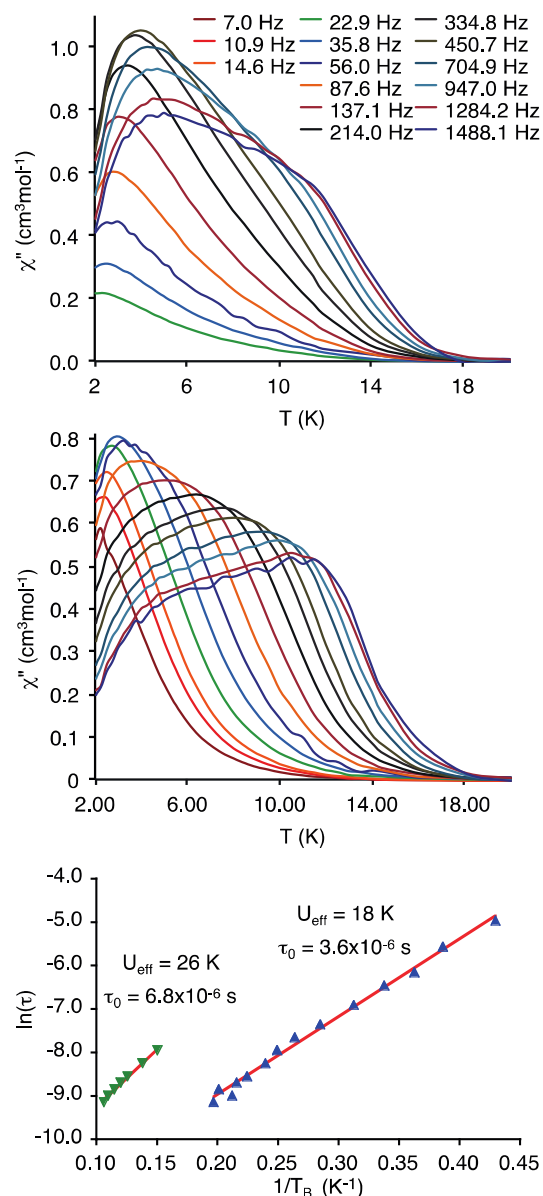 7.0 Hz 22.9 Hz 334.8 Hz
10.9 Hz 35.8 Hz 450.7 Hz
14.6 Hz 56.0 Hz 704.9 Hz
87.6 Hz 947.0 Hz
137.1 Hz 1284.2 Hz
214.0 Hz 1488.1 Hz
χ" (cm³mol⁻¹)
1.0
0.8
0.6
0.4
0.2
0.0
2 6 10 14 18
T (K)
χ" (cm³mol⁻¹)
0.8
0.7
0.6
0.5
0.4
0.3
0.2
0.1
0
2.00 6.00 10.00 14.00 18.00
T (K)
ln(τ)
-4.0
-5.0
-6.0
-7.0
-8.0
-9.0
-10.0
U_eff = 18 K
τ₀ = 3.6x10⁻⁶ s
U_eff = 26 K
τ₀ = 6.8x10⁻⁶ s
0.10 0.15 0.20 0.25 0.30 0.35 0.40 0.45
1/T_B (K⁻¹)